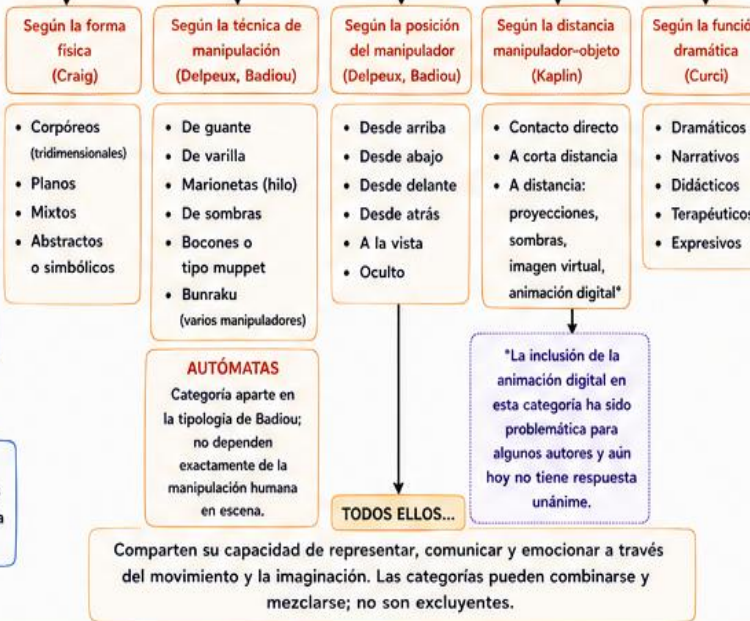 Según la forma
física
(Craig)
• Corpóreos
(tridimensionales)
• Planos
• Mixtos
• Abstractos
o simbólicos
Según la técnica de
manipulación
(Delpeux, Badiou)
• De guante
• De varilla
• Marionetas (hilo)
• De sombras
• Bocones o
tipo muppet
• Bunraku
(varios manipuladores)
AUTÓMATAS
Categoría aparte en
la tipología de Badiou;
no dependen
exactamente de la
manipulación humana
en escena.
Según la posición
del manipulador
(Delpeux, Badiou)
• Desde arriba
• Desde abajo
• Desde delante
• Desde atrás
• A la vista
• Oculto
Según la distancia
manipulador-objeto
(Kaplin)
• Contacto directo
• A corta distancia
• A distancia:
proyecciones,
sombras,
imagen virtual,
animación digital*
*La inclusión de la
animación digital en
esta categoría ha sido
problemática para
algunos autores y aún
hoy no tiene respuesta
unánime.
Según la funció
dramática
(Curci)
• Dramáticos
• Narrativos
• Didácticos
• Terapéuticos
• Expresivos
a
TODOS ELLOS...
Comparten su capacidad de representar, comunicar y emocionar a través
del movimiento y la imaginación. Las categorías pueden combinarse y
mezclarse; no son excluyentes.